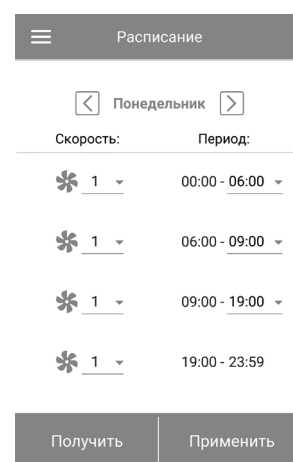 Расписание
Понедельник
Скорость: Период:
1 00:00 - 06:00
1 06:00 - 09:00
1 09:00 - 19:00
1 19:00 - 23:59
Получить Применить